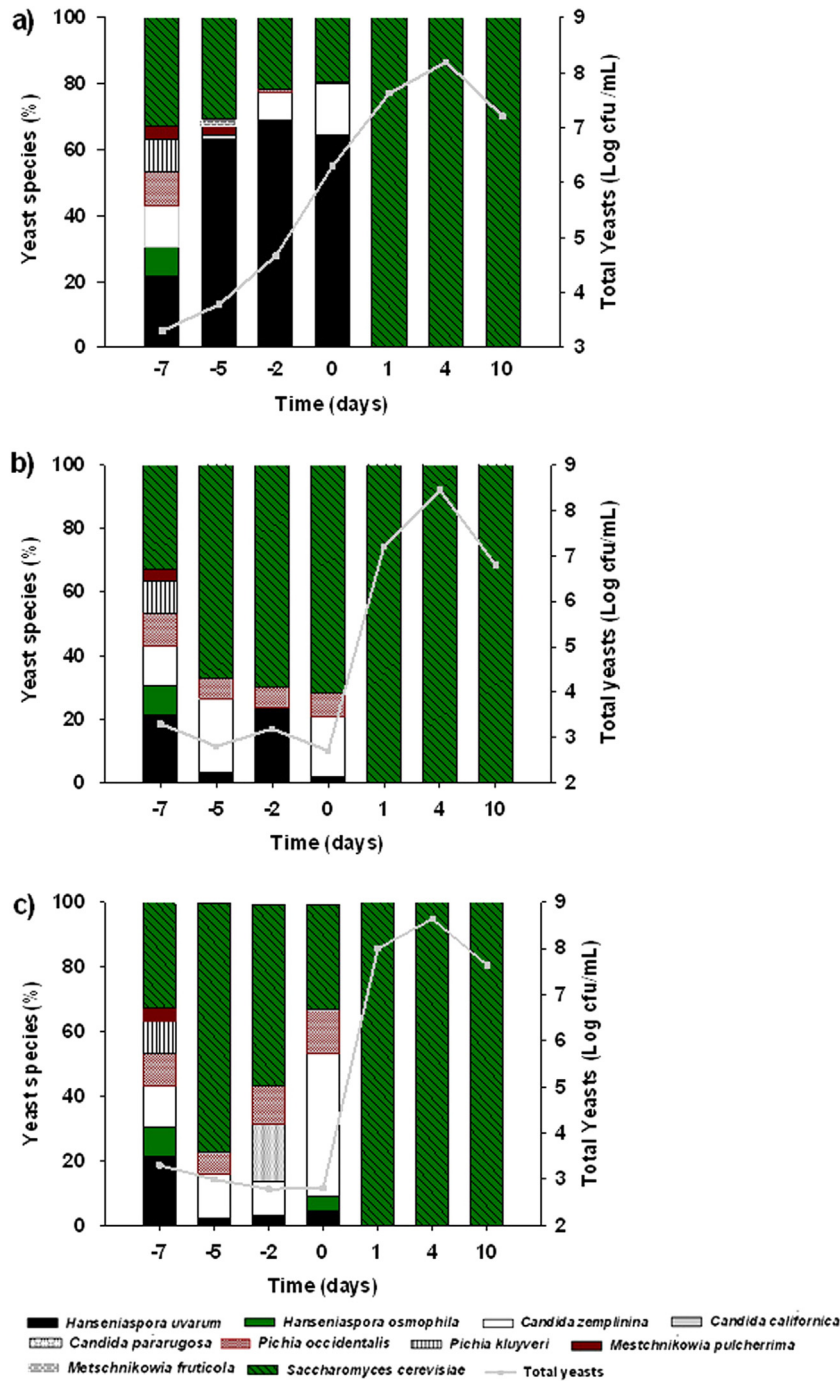 a)
100
80
60
40
20
0
Yeast species (%)
9
8
7
6
5
4
3
Total Yeasts (Log cfu /mL)
-7 -5 -2 0 1 4 10
Time (days)
b)
100
80
60
40
20
0
Yeast species (%)
9
8
7
6
5
4
3
2
Total yeasts (Log cfu/mL)
-7 -5 -2 0 1 4 10
Time (days)
c)
100
80
60
40
20
0
Yeast species (%)
9
8
7
6
5
4
3
2
Total Yeasts (Log cfu/mL)
-7 -5 -2 0 1 4 10
Time (days)
Hanseniaspora uvarum Hanseniaspora osmophila Candida zemplinina Candida californica
Candida pararugosa Pichia occidentalis Pichia kluyveri Mestchnikowia pulcherrima
Metschnikowia fruticola Saccharomyces cerevisiae Total yeasts